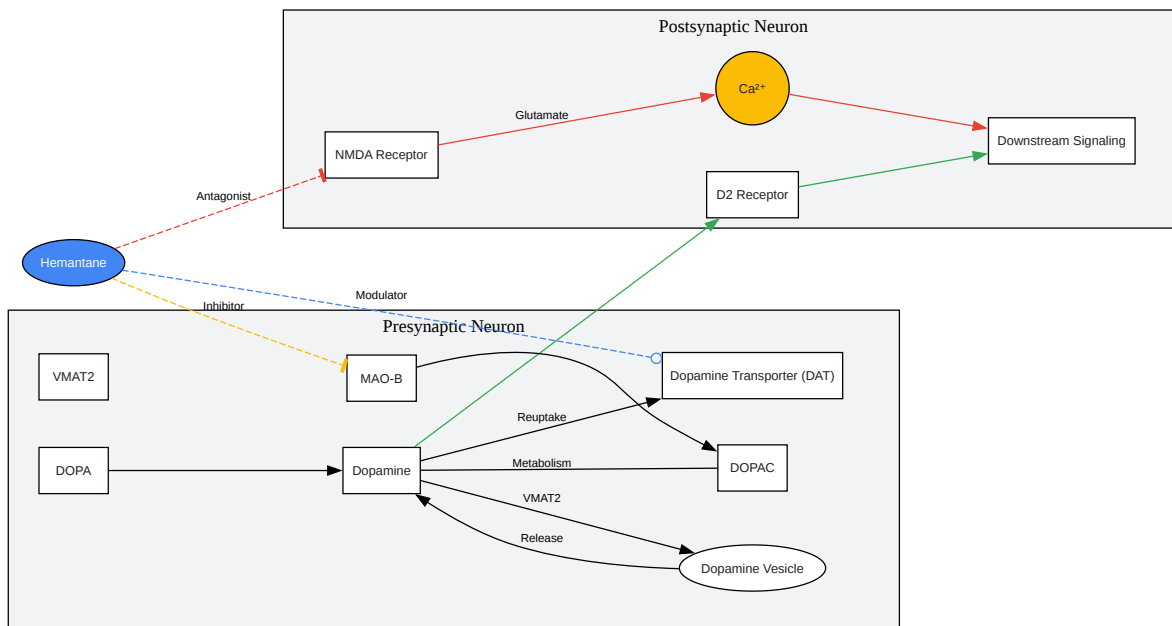 Postsynaptic Neuron
Ca²⁺
Glutamate
Downstream Signaling
NMDA Receptor
D2 Receptor
Antagonist
Hemantane
Modulator
Inhibitor
Presynaptic Neuron
VMAT2
MAO-B
Dopamine Transporter (DAT)
Reuptake
DOPA
Dopamine
Metabolism
DOPAC
VMAT2
Release
Dopamine Vesicle